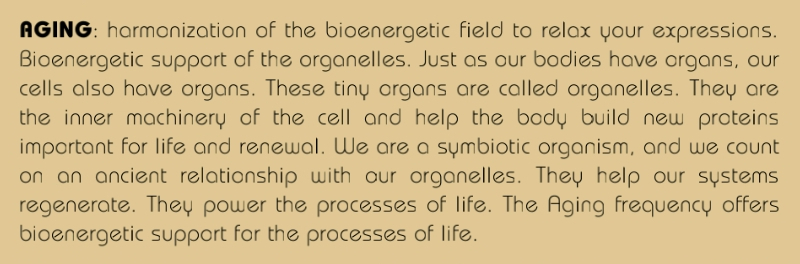 AGING: harmonization of the bioenergetic field to relax your expressions.
Bioenergetic support of the organelles. Just as our bodies have organs, our
cells also have organs. These tiny organs are called organelles. They are
the inner machinery of the cell and help the body build new proteins
important for life and renewal. We are a symbiotic organism, and we count
on an ancient relationship with our organelles. They help our systems
regenerate. They power the processes of life. The Aging frequency offers
bioenergetic support for the processes of life.